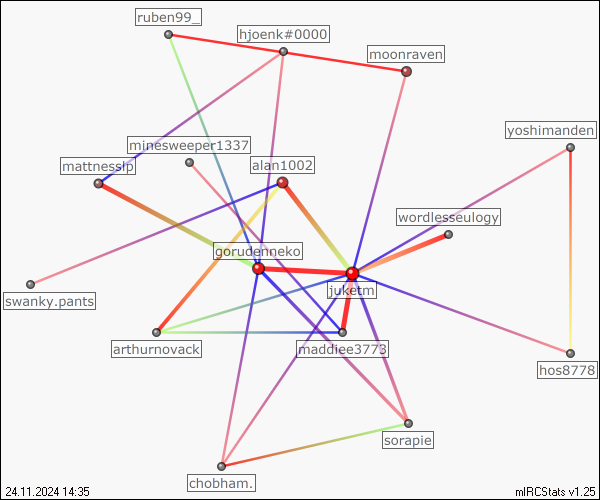 ruben99_
hjoenk#0000
moonraven
yoshimanden
minesweeper1337
mattnesslp
alan1002
wordlesseulogy
gorudeneko
juketm
swanky.pants
arthurnovack
maddiee3773
hos8778
sorapie
chobham.
24.11.2024 14:35
mIRCStats v1.25